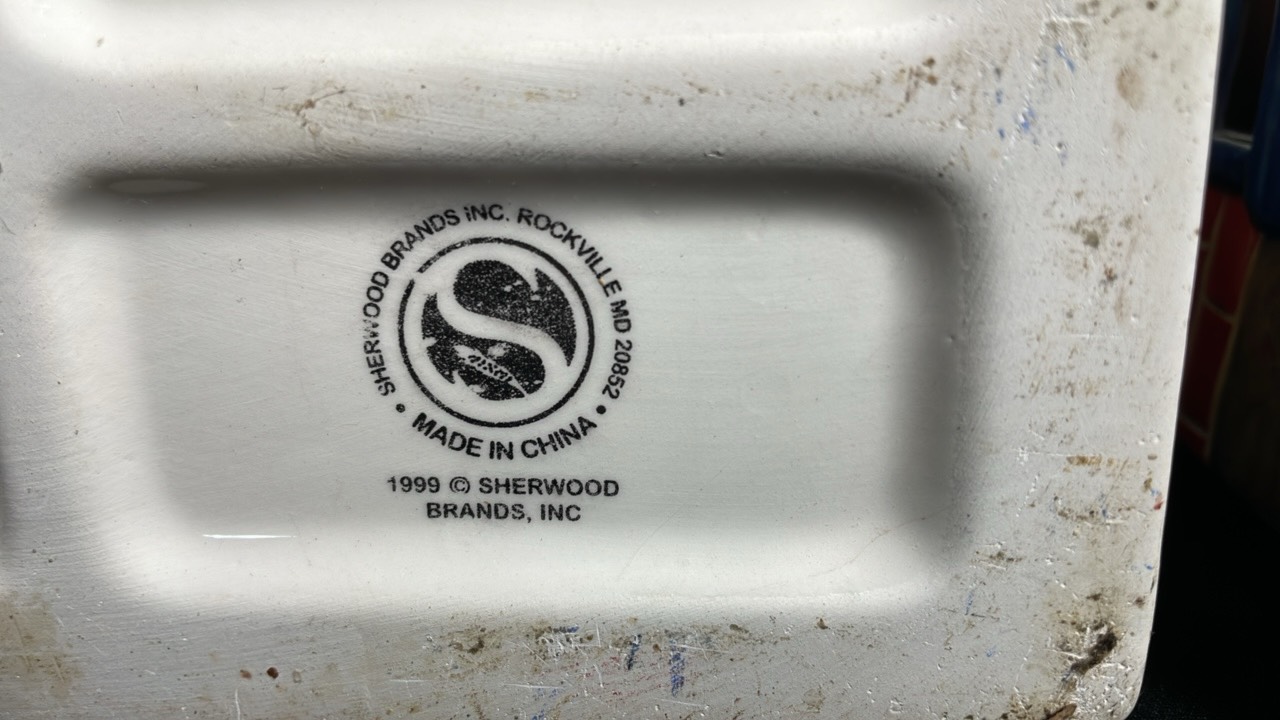 SHERWOOD BRANDS INC. ROCKVILLE MD 20852
• MADE IN CHINA •
1999 © SHERWOOD
BRANDS, INC